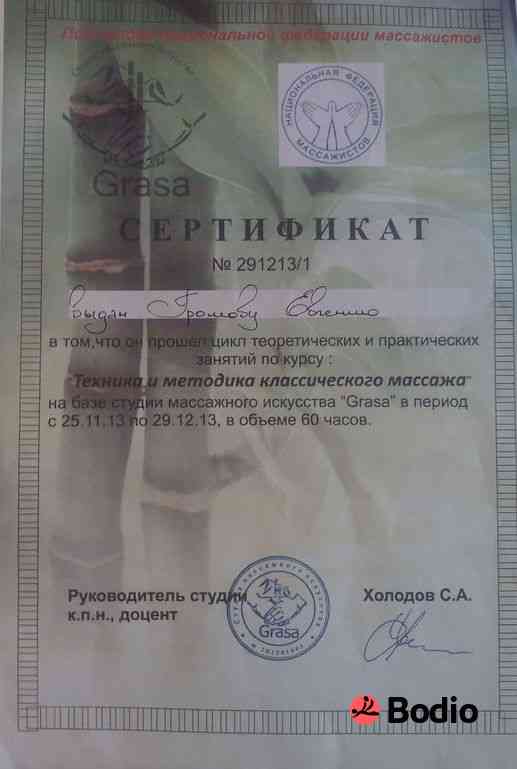 При поддержке Национальной федерации массажистов
НАЦИОНАЛЬНАЯ ФЕДЕРАЦИЯ
МАССАЖИСТОВ
Grasa
СЕРТИФИКАТ
№ 291213/1
Выдан Громову Евгению
в том,что он прошел цикл теоретических и практических
занятий по курсу :
"Техника и методика классического массажа"
на базе студии массажного искусства "Grasa" в период
с 25.11.13 по 29.12.13, в объеме 60 часов.
Руководитель студии Холодов С.А.
к.п.н., доцент
Grasa
Bodio